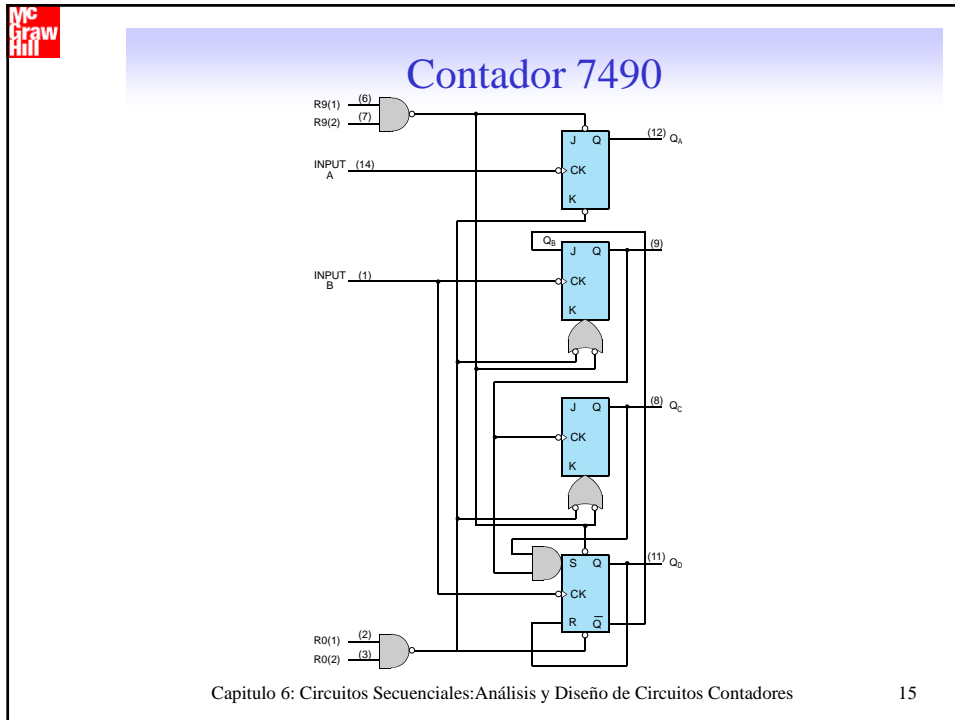 Mc
Graw
Hill
Contador 7490
R9(1) (6)
R9(2) (7)
J Q (12) QA
INPUT (14)
A
CK
K
QB
J Q (9)
INPUT (1)
B
CK
K
J Q (8) QC
CK
K
S Q (11) QD
CK
R Q̅
R0(1) (2)
R0(2) (3)
Capitulo 6: Circuitos Secuenciales:Análisis y Diseño de Circuitos Contadores 15